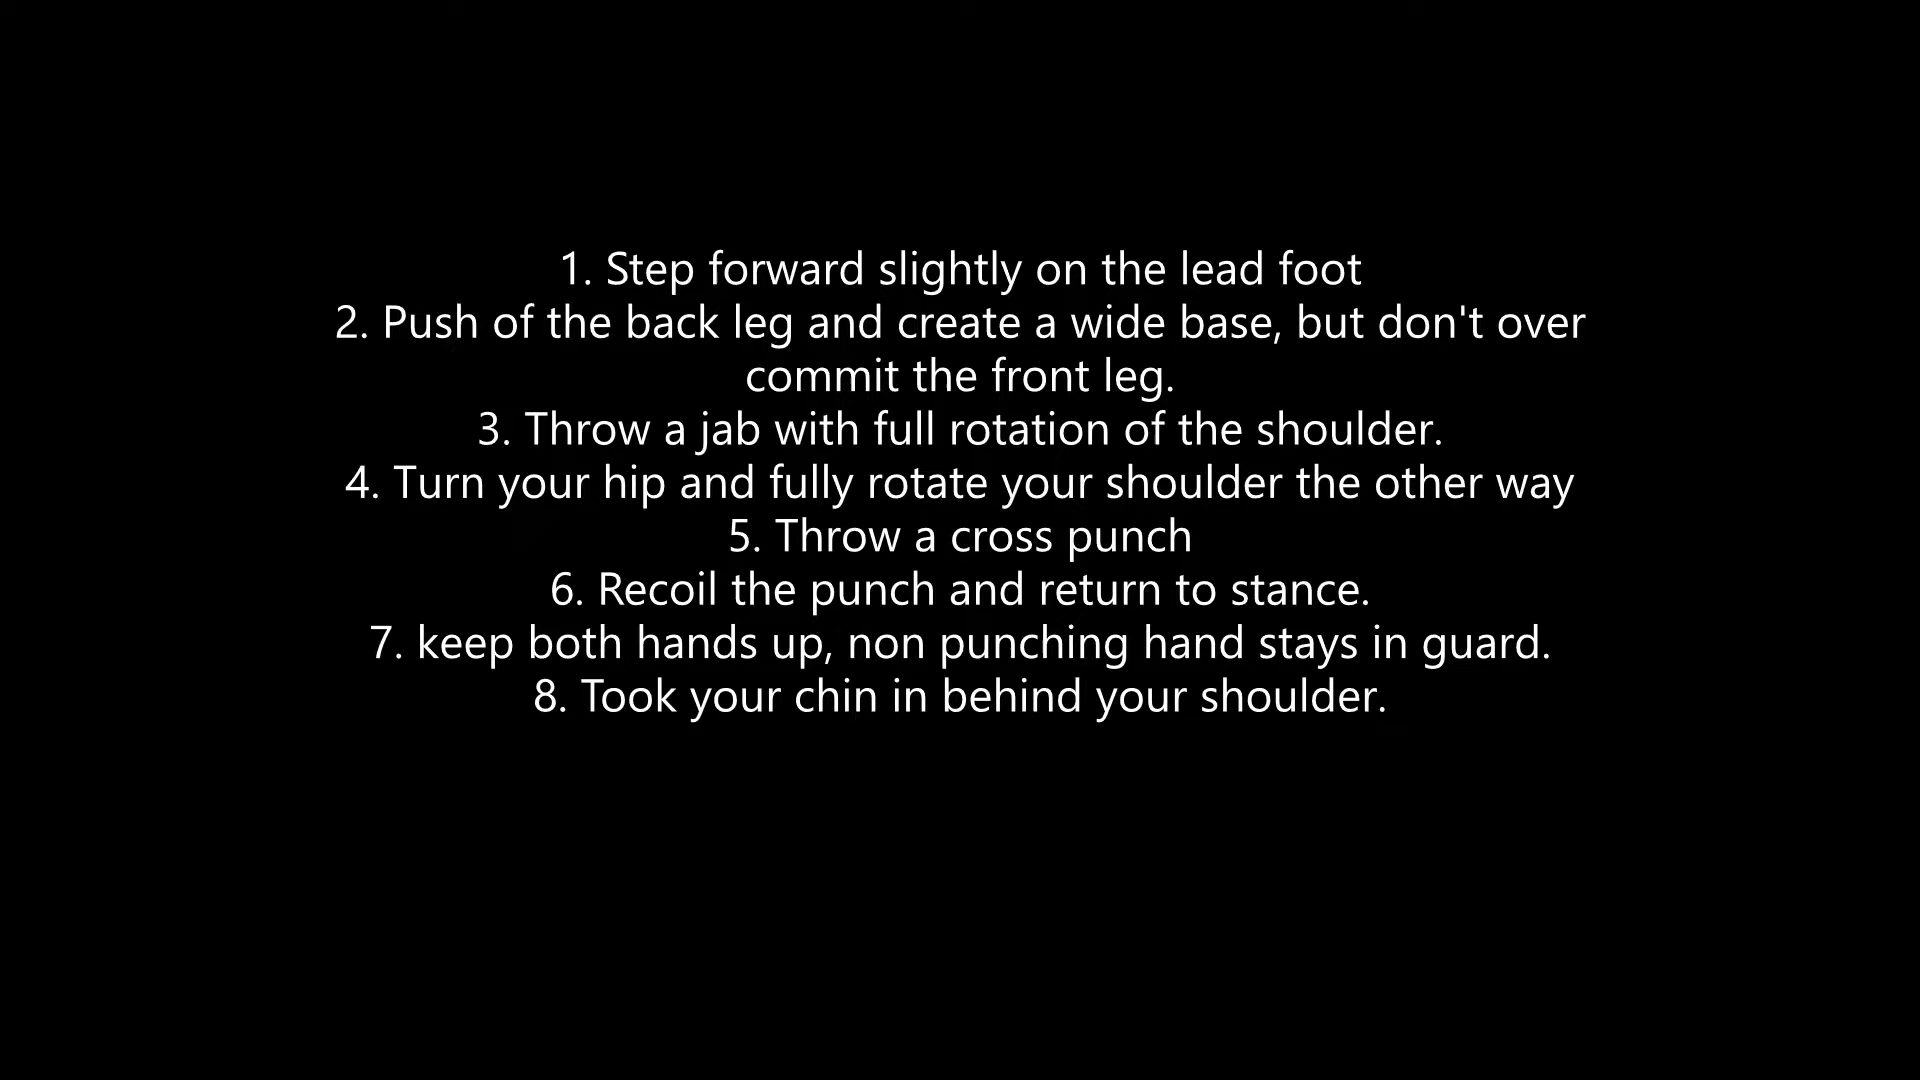 1. Step forward slightly on the lead foot
2. Push of the back leg and create a wide base, but don't over
commit the front leg.
3. Throw a jab with full rotation of the shoulder.
4. Turn your hip and fully rotate your shoulder the other way
5. Throw a cross punch
6. Recoil the punch and return to stance.
7. keep both hands up, non punching hand stays in guard.
8. Took your chin in behind your shoulder.